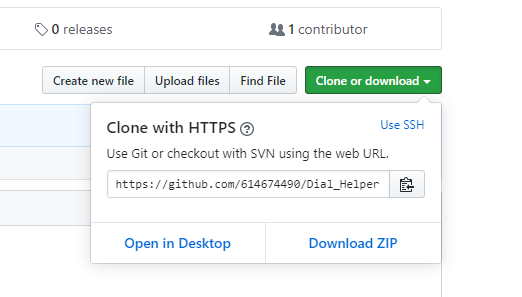 0 releases
1 contributor
Create new file
Upload files
Find File
Clone or download
Clone with HTTPS ?
Use SSH
Use Git or checkout with SVN using the web URL.
https://github.com/614674490/Dial_Helper
Open in Desktop
Download ZIP